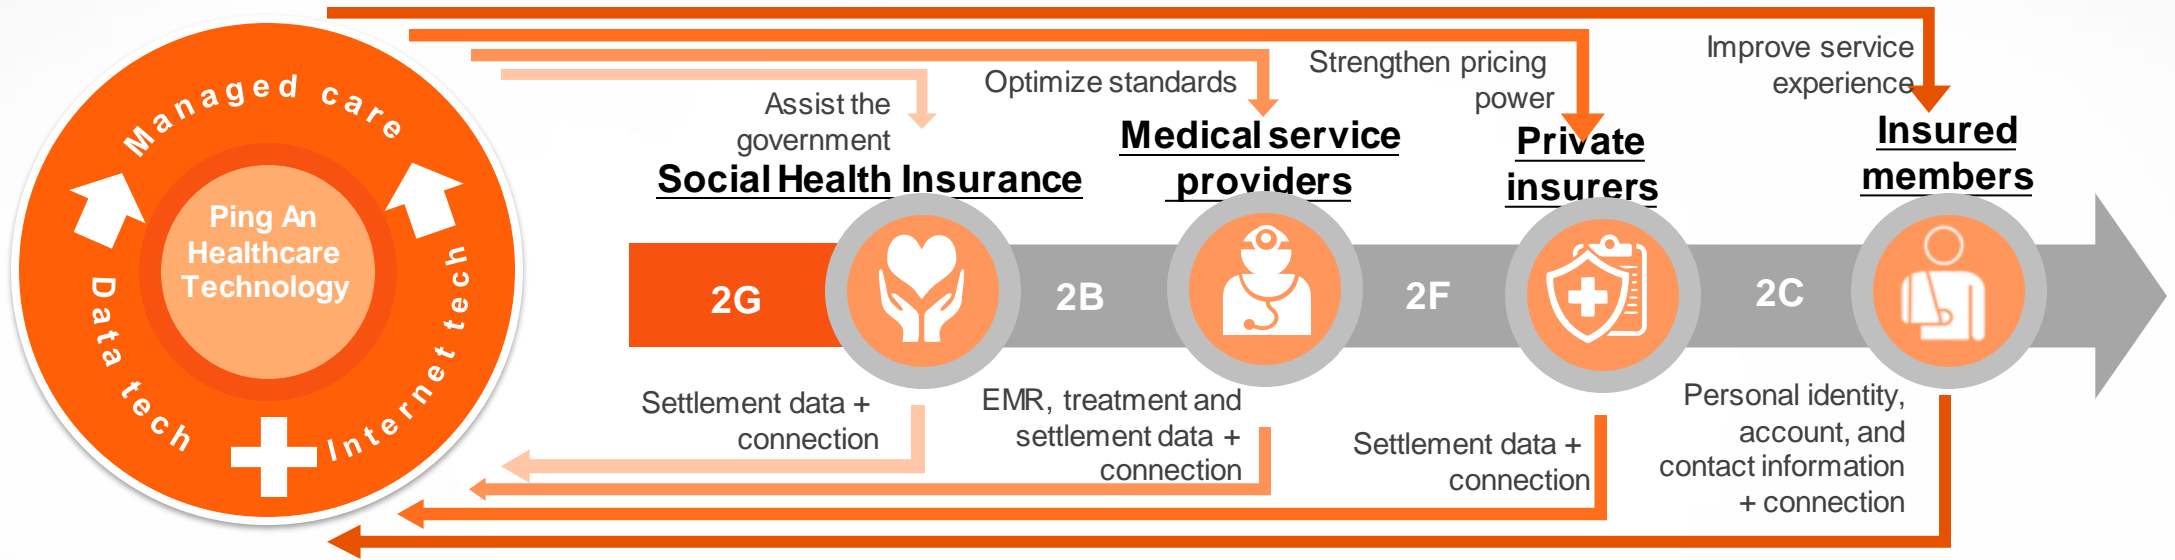 Managed care
Data tech
Internet tech
Ping An
Healthcare
Technology
Assist the
government
Social Health Insurance
Optimize standards
Medical service
providers
Strengthen pricing
power
Private
insurers
Improve service
experience
Insured
members
2G
2B
2F
2C
Settlement data +
connection
EMR, treatment and
settlement data +
connection
Settlement data +
connection
Personal identity,
account, and
contact information
+ connection